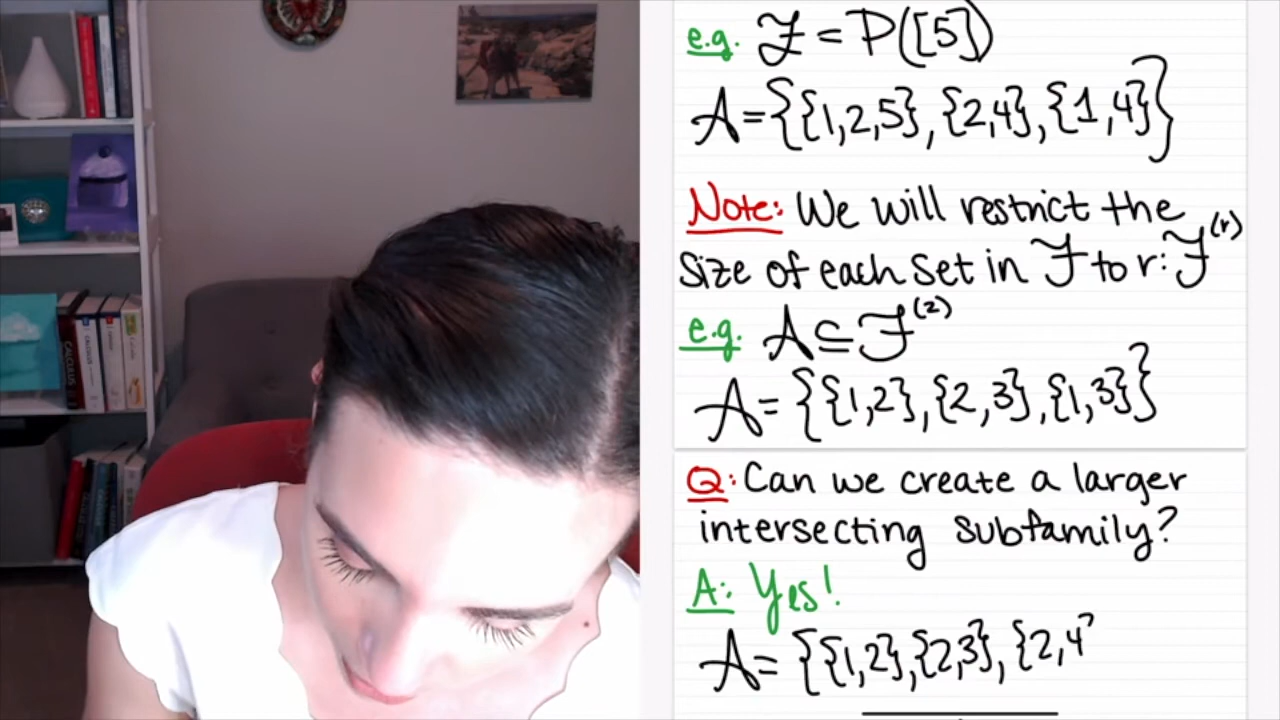 e.g. ℱ = P([5])
A = {{1,2,5}, {2,4}, {1,4}}
Note: We will restrict the
size of each set in ℱ to r: ℱ^(r)
e.g. A ⊆ ℱ^(2)
A = {{1,2}, {2,3}, {1,3}}
Q: Can we create a larger
intersecting subfamily?
A: Yes!
A = {{1,2}, {2,3}, {2,4
CALCULUS